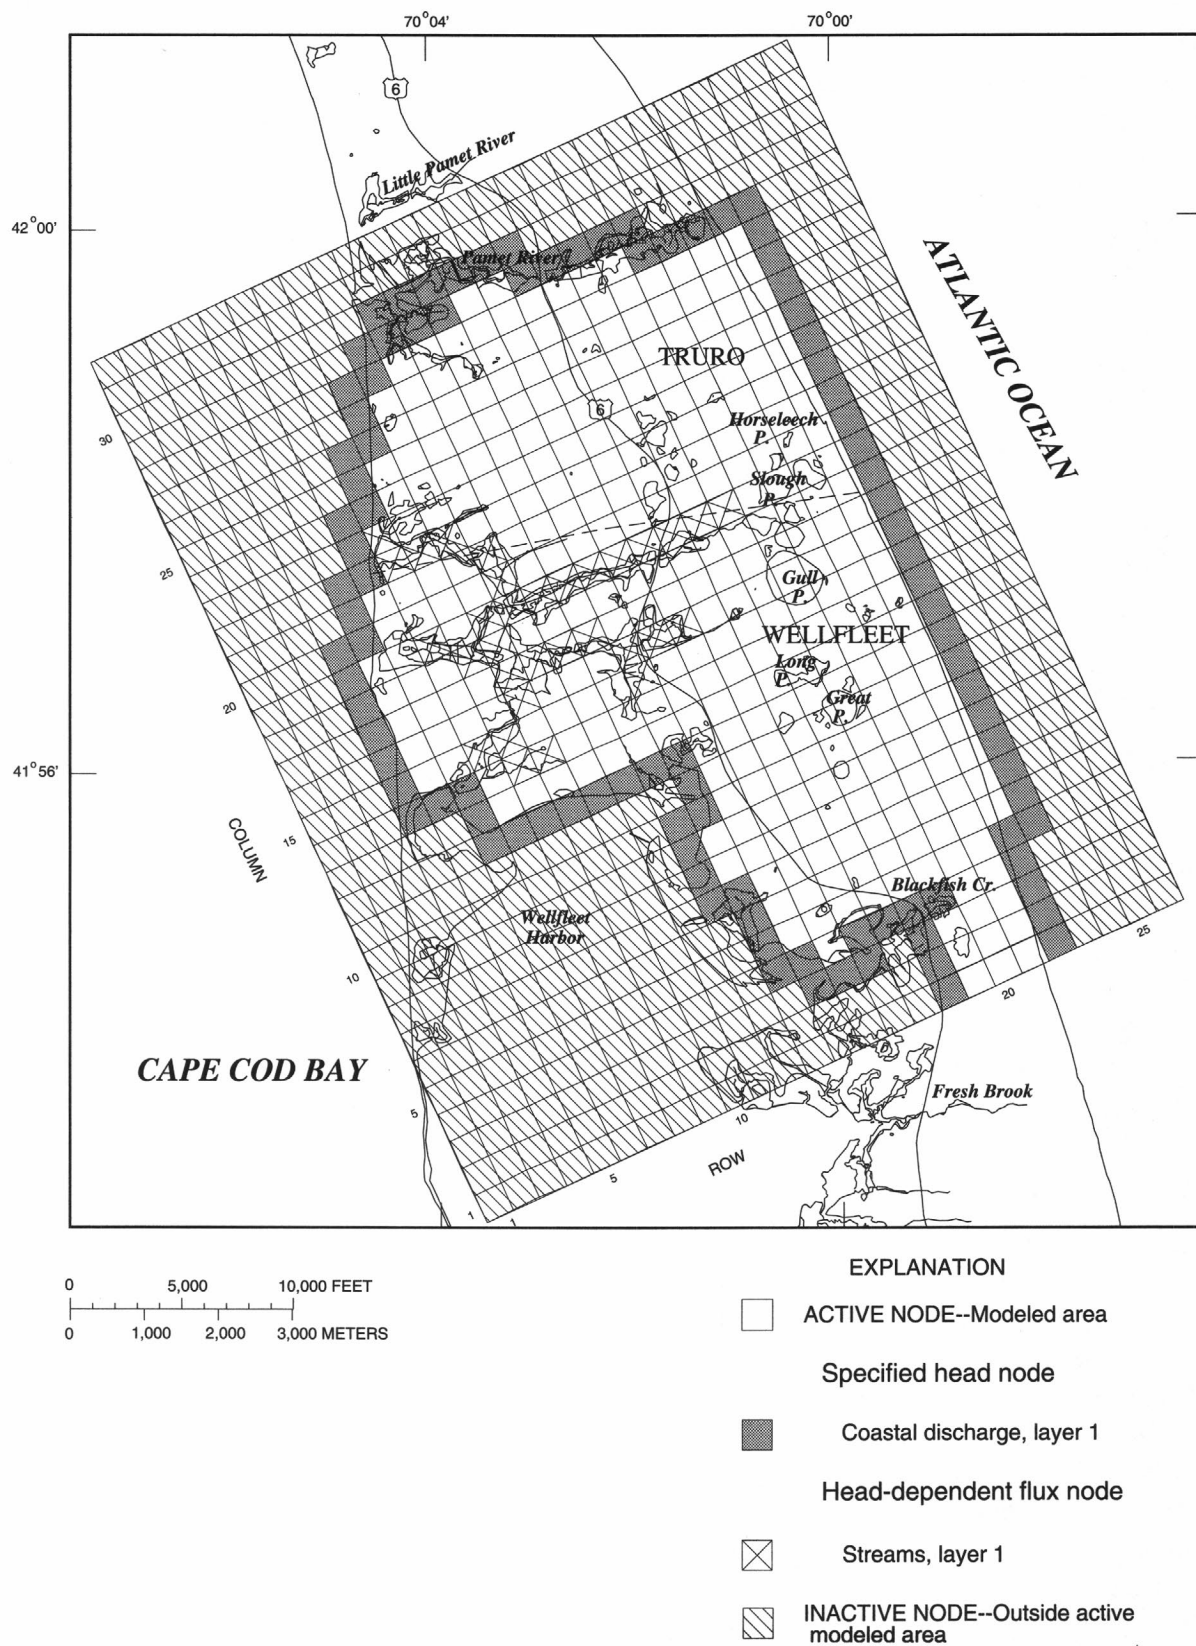 70°04'
70°00'
6
Little Pamet River
42°00'
Pamet River
ATLANTIC OCEAN
TRURO
6
Horseleech
P.
30
Slough
P.
25
Gull
P.
WELLFLEET
Long
P.
Great
P.
20
41°56'
COLUMN
15
Blackfish Cr.
Wellfleet
Harbor
25
10
20
CAPE COD BAY
Fresh Brook
5
10
ROW
5
1
1
0 5,000 10,000 FEET
0 1,000 2,000 3,000 METERS
EXPLANATION
ACTIVE NODE--Modeled area
Specified head node
Coastal discharge, layer 1
Head-dependent flux node
Streams, layer 1
INACTIVE NODE--Outside active
modeled area